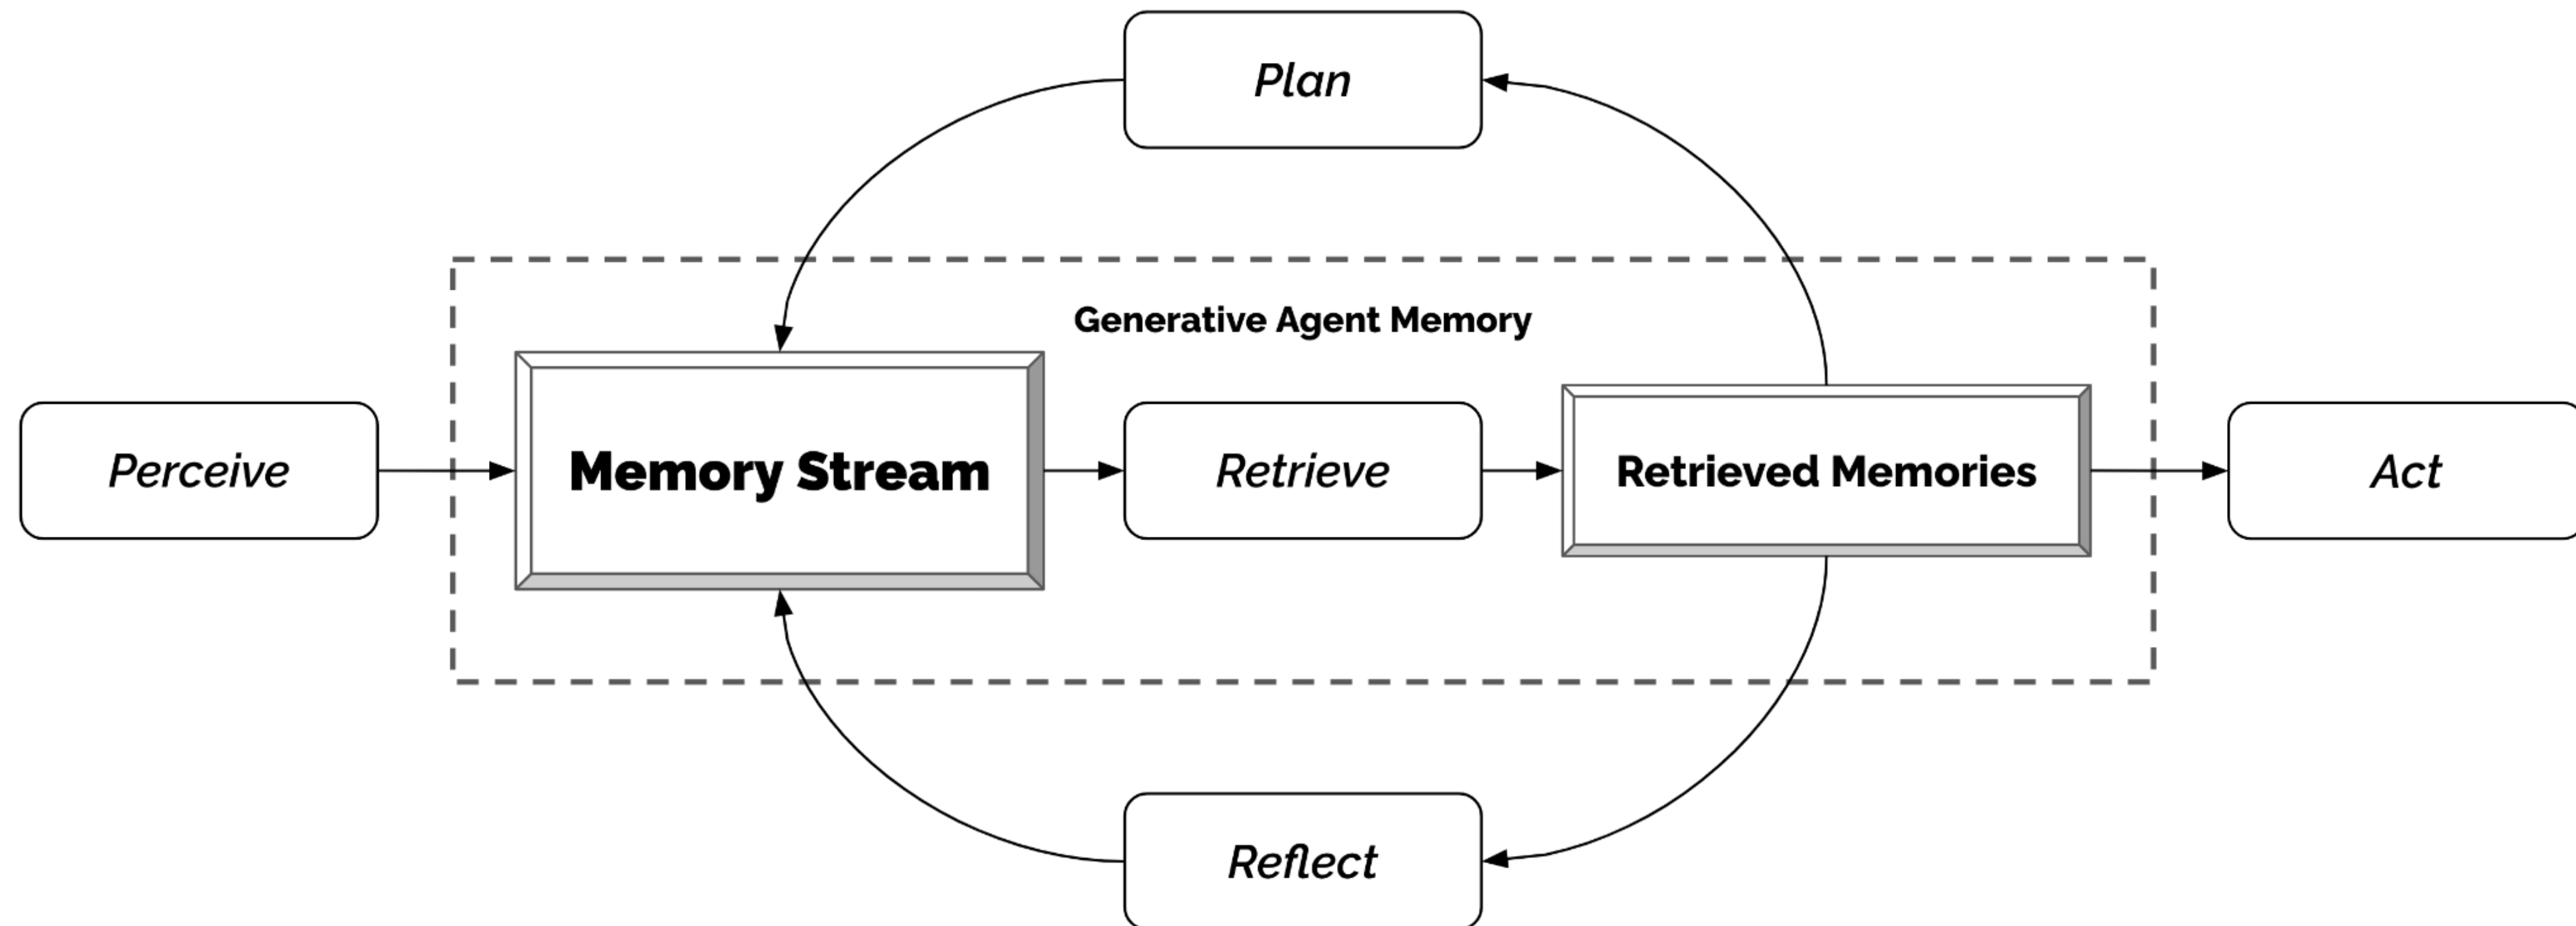 Plan
Generative Agent Memory
Perceive
Memory Stream
Retrieve
Retrieved Memories
Act
Reflect